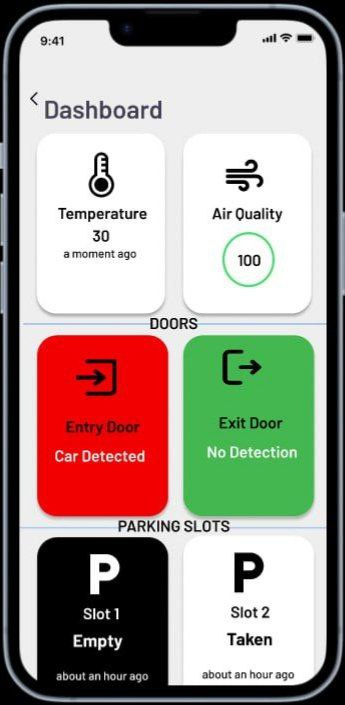 9:41
Dashboard
Temperature
30
a moment ago
Air Quality
100
DOORS
Entry Door
Car Detected
Exit Door
No Detection
PARKING SLOTS
P
Slot 1
Empty
about an hour ago
P
Slot 2
Taken
about an hour ago